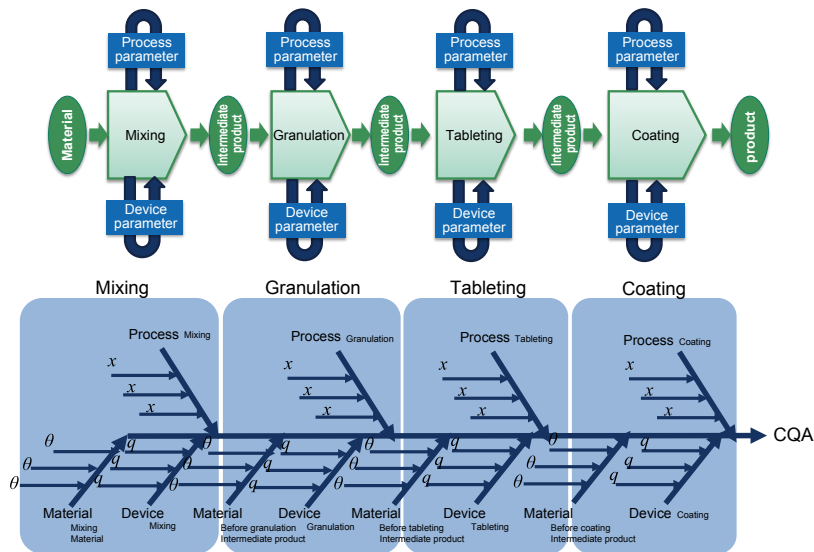 Process
parameter
Process
parameter
Process
parameter
Process
parameter
Material
Mixing
Intermediate
product
Granulation
Intermediate
product
Tableting
Intermediate
product
Coating
product
Device
parameter
Device
parameter
Device
parameter
Device
parameter
Mixing
Granulation
Tableting
Coating
Process Mixing
x
x
x
Process Granulation
x
x
x
Process Tableting
x
x
x
Process Coating
x
x
x
CQA
θ
θ
θ
Material
Mixing
Material
q
q
q
Device
Mixing
θ
θ
θ
Material
Before granulation
Intermediate product
q
q
q
Device
Granulation
θ
θ
θ
Material
Before tableting
Intermediate product
q
q
q
Device
Tableting
θ
θ
θ
Material
Before coating
Intermediate product
q
q
q
Device Coating